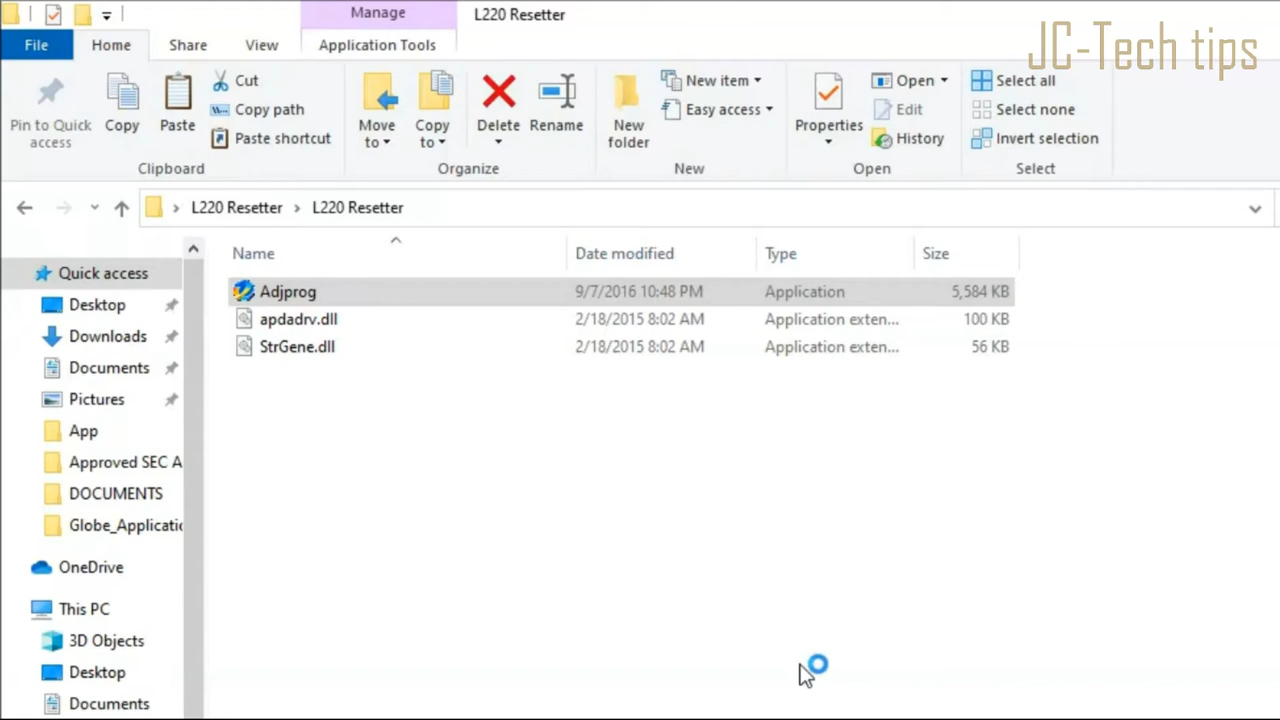 Manage
L220 Resetter
JC-Tech tips
File
Home
Share
View
Application Tools
Pin to Quick
access
Copy
Paste
Cut
Copy path
Paste shortcut
Clipboard
Move
to
Copy
to
Delete
Rename
Organize
New
folder
New item
Easy access
New
Properties
Open
Edit
History
Open
Select all
Select none
Invert selection
Select
L220 Resetter > L220 Resetter
Name
Date modified
Type
Size
Adjprog 9/7/2016 10:48 PM Application 5,584 KB
apdadrv.dll 2/18/2015 8:02 AM Application exten... 100 KB
StrGene.dll 2/18/2015 8:02 AM Application exten... 56 KB
Quick access
Desktop
Downloads
Documents
Pictures
App
Approved SEC A
DOCUMENTS
Globe_Applicatio
OneDrive
This PC
3D Objects
Desktop
Documents